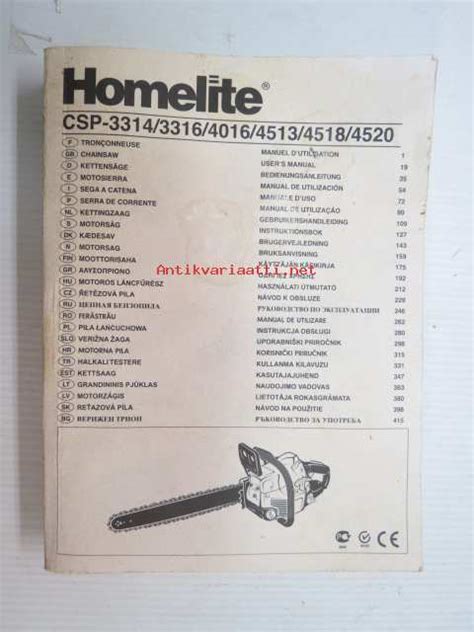 Homelite®
CSP-3314/3316/4016/4513/4518/4520
F TRONÇONNEUSE MANUEL D'UTILISATION 1
GB CHAINSAW USER'S MANUAL 19
D KETTENSÄGE BEDIENUNGSANLEITUNG 35
E MOTOSIERRA MANUAL DE UTILIZACIÓN 54
I SEGA A CATENA MANUALE D'USO 72
P SERRA DE CORRENTE MANUAL DE UTILIZAÇÃO 90
NL KETTINGZAAG GEBRUIKERSHANDLEIDING 109
S MOTORSÅG INSTRUKTIONSBOK 127
DK KÆDESAV BRUGERVEJLEDNING 143
N MOTORSAG BRUKSANVISNING 159
FIN MOOTTORISAHA KÄYTTÄJÄN KÄSIKIRJA 175
GR ΑΛΥΣΟΠΡΙΟΝΟ 192
Antikvariaatti.net
HU MOTOROS LÁNCFŰRÉSZ HASZNÁLATI ÚTMUTATÓ 212
CZ ŘETĚZOVÁ PILA NÁVOD K OBSLUZE 229
RU ЦЕПНАЯ БЕНЗОПИЛА РУКОВОДСТВО ПО ЭКСПЛУАТАЦИИ 246
RO FERĂSTRĂU MANUAL DE UTILIZARE 263
PL PIŁA ŁAŃCUCHOWA INSTRUKCJA OBSŁUGI 280
SLO VERIŽNA ŽAGA UPORABNIŠKI PRIROČNIK 298
HR MOTORNA PILA KORISNIČKI PRIRUČNIK 315
TR HALKALI TESTERE KULLANMA KILAVUZU 331
EST KETTSAAG KASUTAJAJUHEND 347
LT GRANDININIS PJŪKLAS NAUDOJIMO VADOVAS 363
LV MOTORZĀĢIS LIETOTĀJA ROKASGRĀMATA 380
SK REŤAZOVÁ PÍLA NÁVOD NA POUŽITIE 398
BG ВЕРИЖЕН ТРИОН РЪКОВОДСТВО ЗА УПОТРЕБА 415
CE